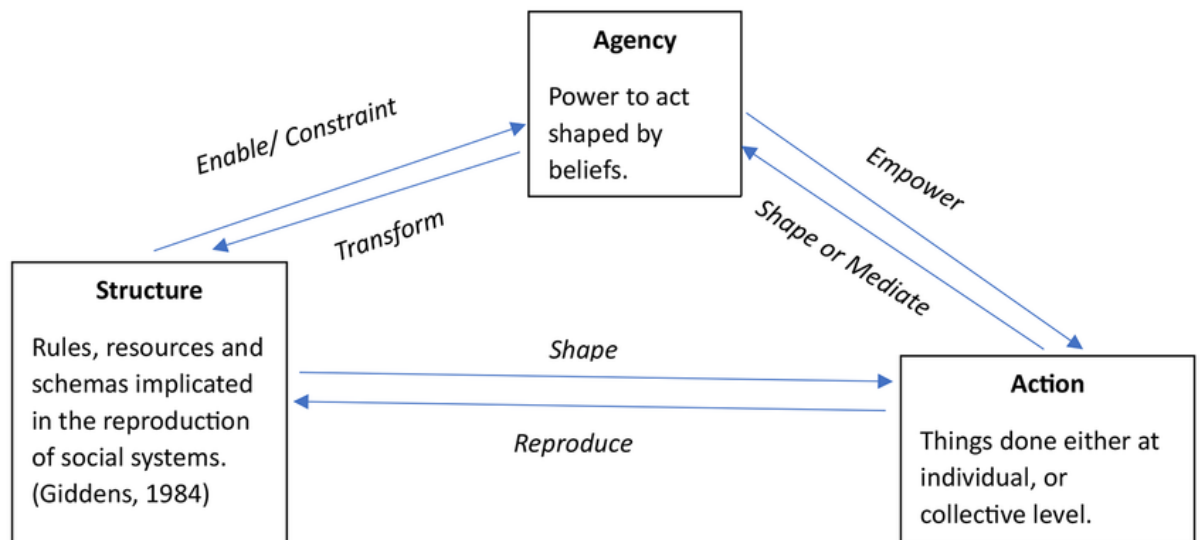 Agency
Power to act
shaped by
beliefs.
Enable/ Constraint
Transform
Empower
Shape or Mediate
Structure
Rules, resources and
schemas implicated
in the reproduction
of social systems.
(Giddens, 1984)
Shape
Reproduce
Action
Things done either at
individual, or
collective level.